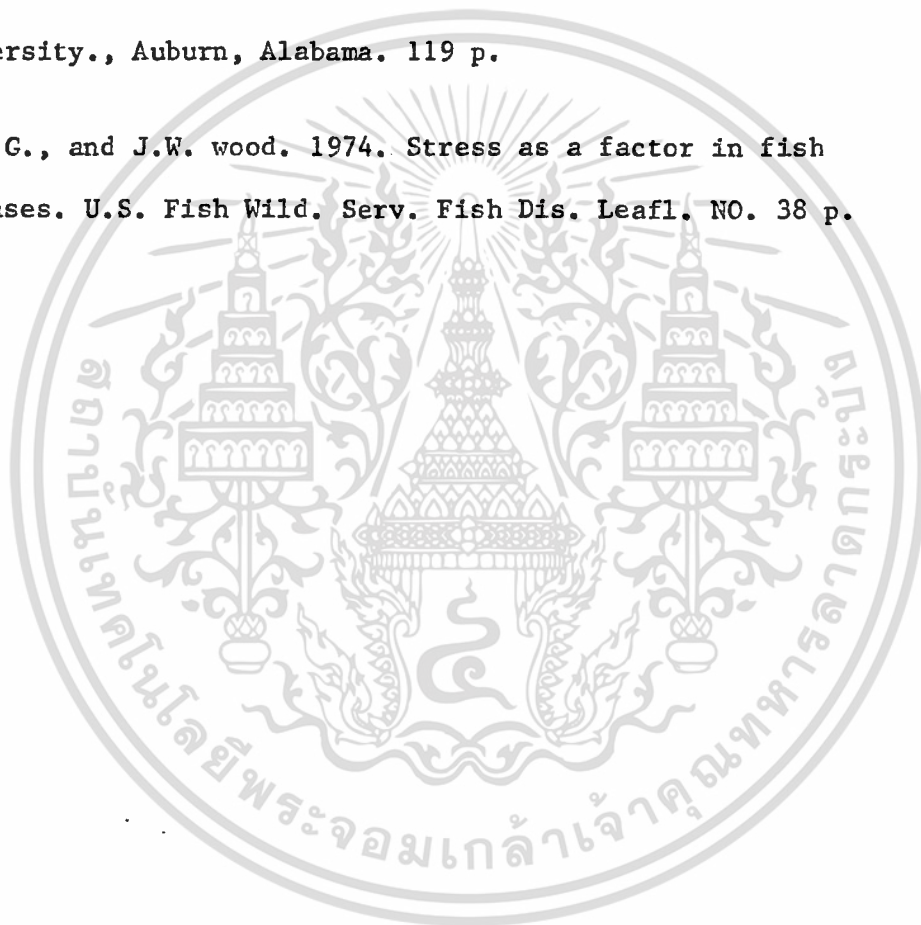 ersity., Auburn, Alabama. 119 p.
G., and J.W. wood. 1974. Stress as a factor in fish
ases. U.S. Fish Wild. Serv. Fish Dis. Leafl. NO. 38 p.
สถาบันเทคโนโลยีพระจอมเกล้าเจ้าคุณทหารลาดกระบัง